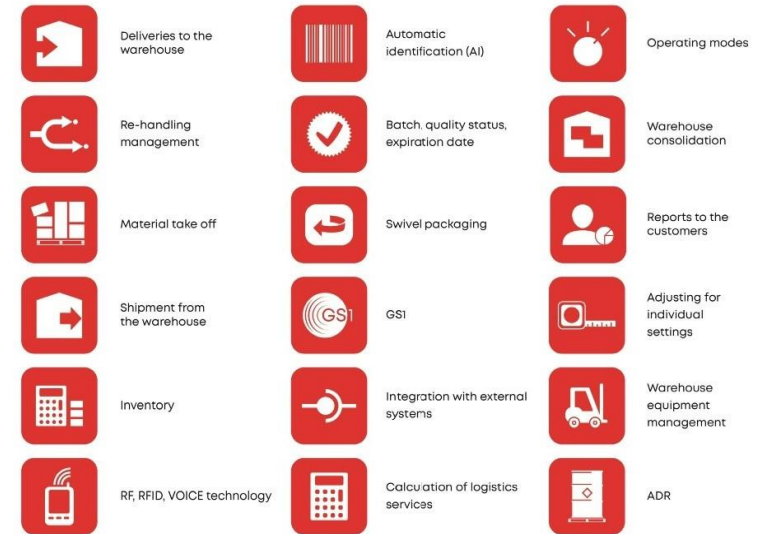 Deliveries to the
warehouse
Automatic
identification (AI)
Operating modes
Re-handling
management
Batch, quality status,
expiration date
Warehouse
consolidation
Material take off
Swivel packaging
Reports to the
customers
Shipment from
the warehouse
GS1
GS1
Adjusting for
individual
settings
Inventory
Integration with external
systems
Warehouse
equipment
management
RF, RFID, VOICE technology
Calculation of logistics
services
ADR